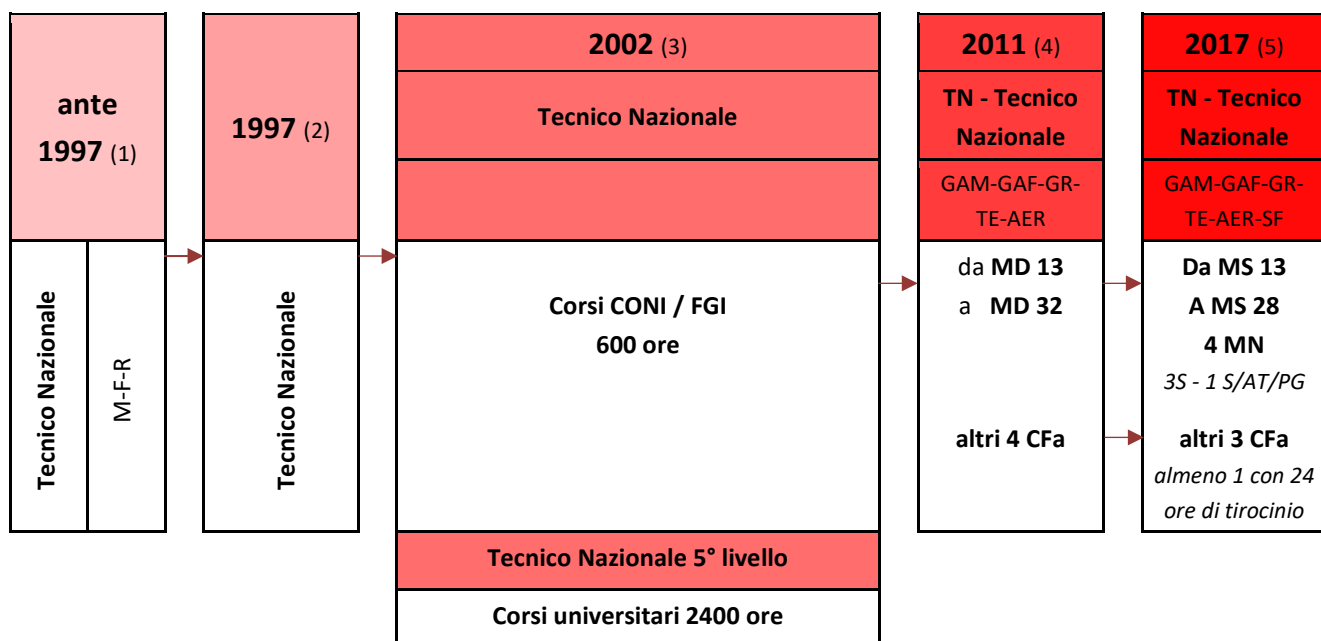 ante
1997 (1)
Tecnico Nazionale
M-F-R
1997 (2)
Tecnico Nazionale
2002 (3)
Tecnico Nazionale
Corsi CONI / FGI
600 ore
Tecnico Nazionale 5° livello
Corsi universitari 2400 ore
2011 (4)
TN - Tecnico
Nazionale
GAM-GAF-GR-
TE-AER
da MD 13
a MD 32
altri 4 CFa
2017 (5)
TN - Tecnico
Nazionale
GAM-GAF-GR-
TE-AER-SF
Da MS 13
A MS 28
4 MN
3S - 1 S/AT/PG
altri 3 CFa
almeno 1 con 24
ore di tirocinio